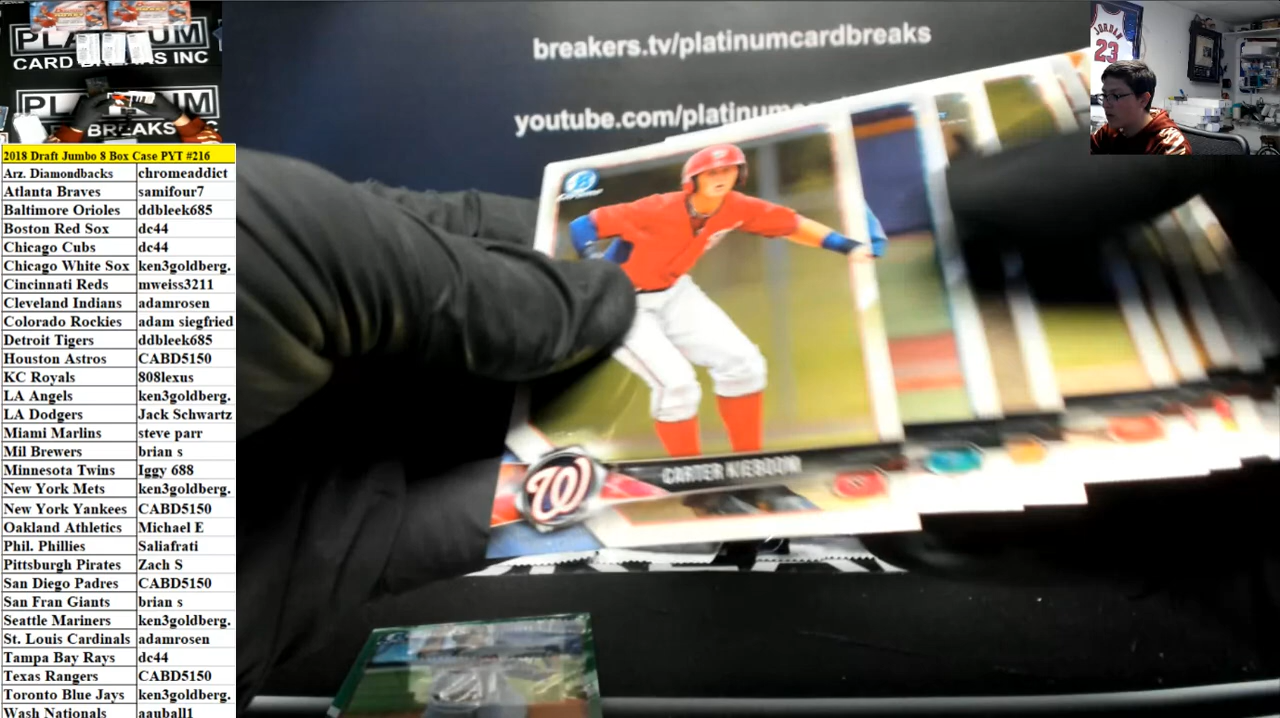 PLATINUM
CARD BREAKS INC
PLATINUM
BREAKS
breakers.tv/platinumcardbreaks
JORDAN
23
2018 Draft Jumbo 8 Box Case PYT #216
Arz. Diamondbacks chromeaddict
Atlanta Braves samifour7
Baltimore Orioles ddbleek685
Boston Red Sox dc44
Chicago Cubs dc44
Chicago White Sox ken3goldberg.
Cincinnati Reds mweiss3211
Cleveland Indians adamrosen
Colorado Rockies adam siegfried
Detroit Tigers ddbleek685
Houston Astros CABD5150
KC Royals 808lexus
LA Angels ken3goldberg.
LA Dodgers Jack Schwartz
Miami Marlins steve parr
Mil Brewers brian s
Minnesota Twins Iggy 688
New York Mets ken3goldberg.
New York Yankees CABD5150
Oakland Athletics Michael E
Phil. Phillies Saliafrati
Pittsburgh Pirates Zach S
San Diego Padres CABD5150
San Fran Giants brian s
Seattle Mariners ken3goldberg.
St. Louis Cardinals adamrosen
Tampa Bay Rays dc44
Texas Rangers CABD5150
Toronto Blue Jays ken3goldberg.
Wash Nationals aauball1
W
CARTER KIEBOOM